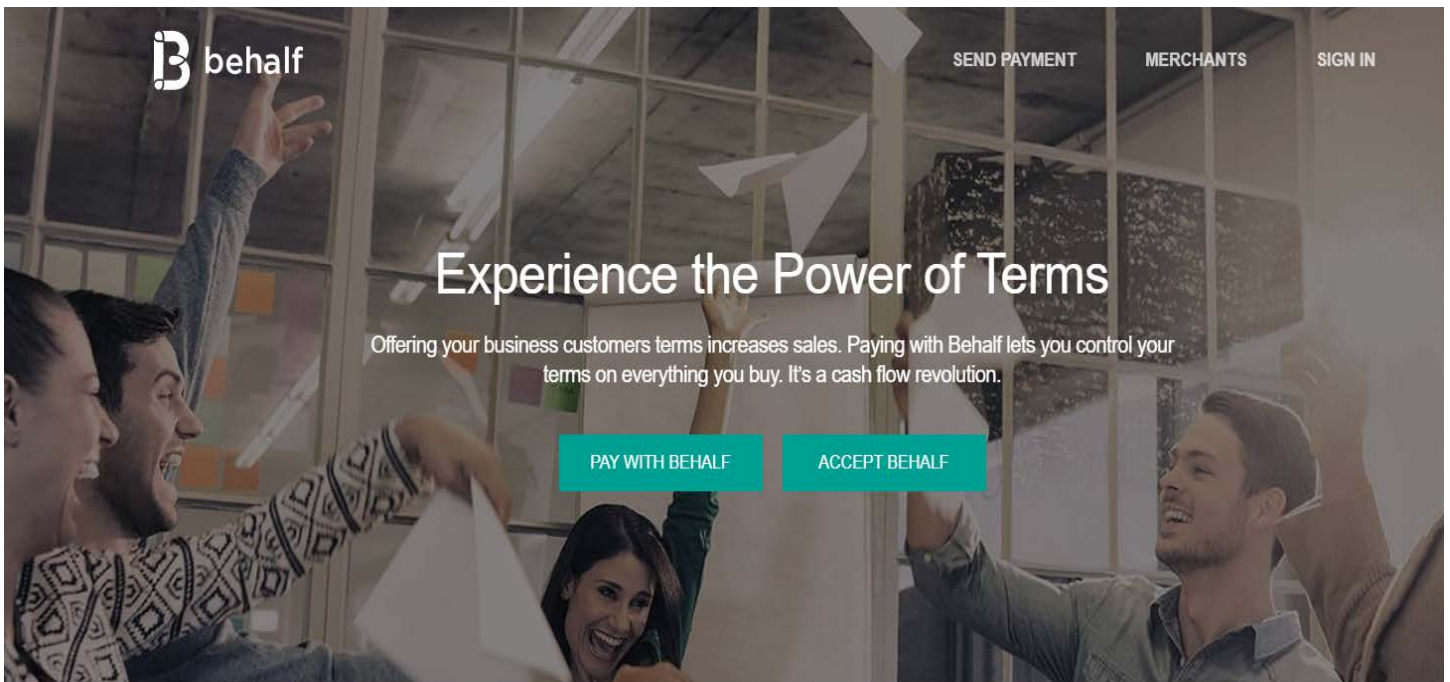 behalf
SEND PAYMENT
MERCHANTS
SIGN IN
Experience the Power of Terms
Offering your business customers terms increases sales. Paying with Behalf lets you control your
terms on everything you buy. It's a cash flow revolution.
PAY WITH BEHALF
ACCEPT BEHALF